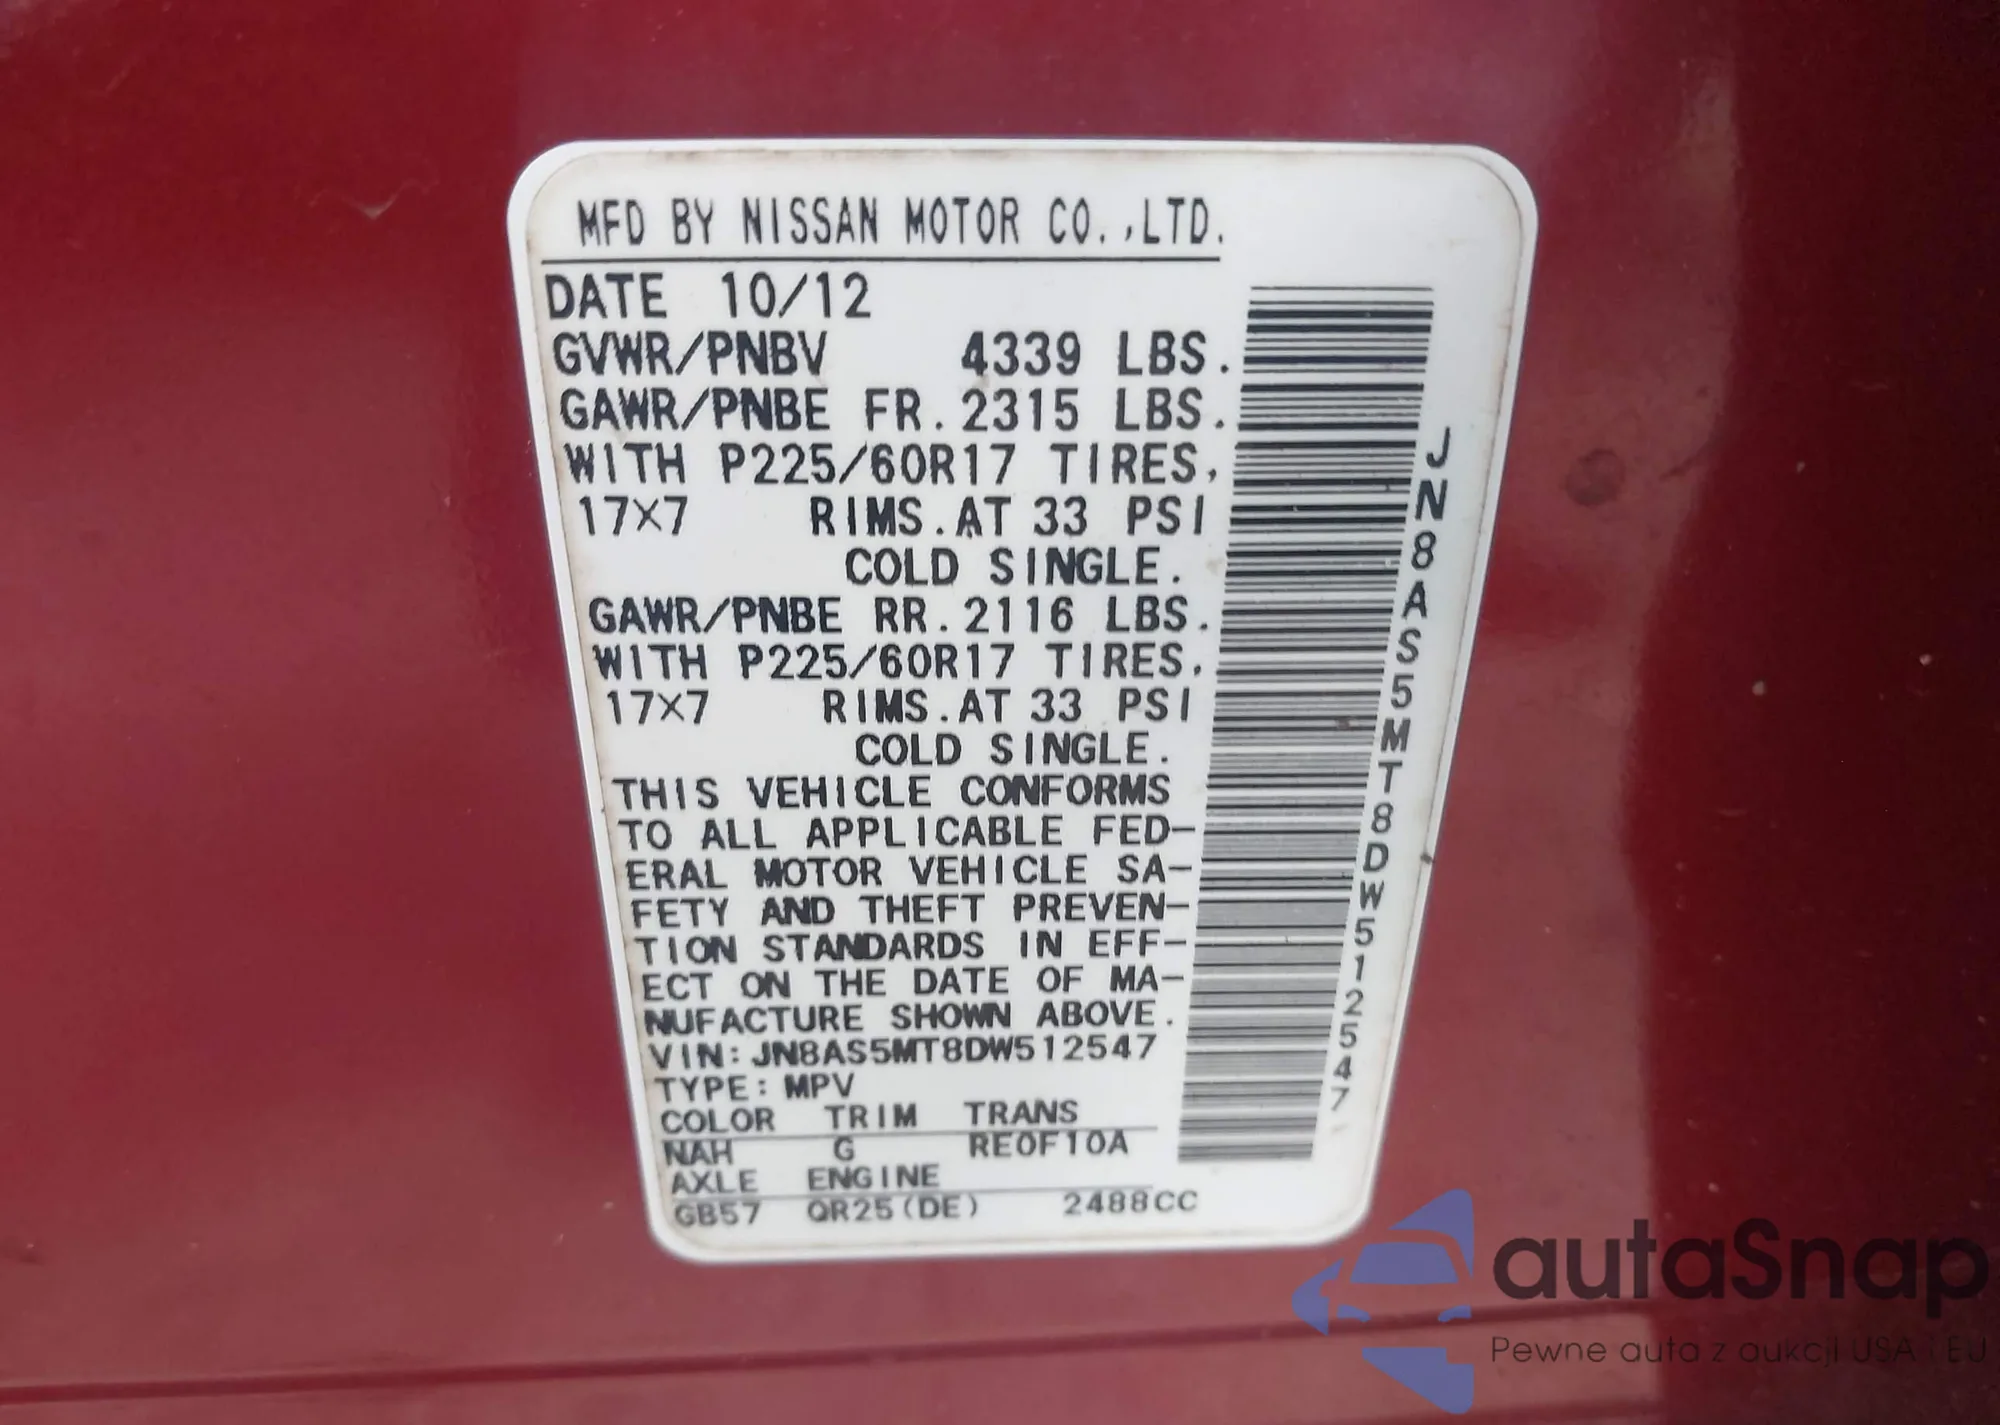 MFD BY NISSAN MOTOR CO.,LTD.
DATE 10/12
GVWR/PNBV 4339 LBS.
GAWR/PNBE FR.2315 LBS.
WITH P225/60R17 TIRES,
17X7 RIMS.AT 33 PSI
COLD SINGLE.
GAWR/PNBE RR.2116 LBS.
WITH P225/60R17 TIRES,
17X7 RIMS.AT 33 PSI
COLD SINGLE.
THIS VEHICLE CONFORMS
TO ALL APPLICABLE FED-
ERAL MOTOR VEHICLE SA-
FETY AND THEFT PREVEN-
TION STANDARDS IN EFF-
ECT ON THE DATE OF MA-
NUFACTURE SHOWN ABOVE.
VIN:JN8AS5MT8DW512547
TYPE:MPV
COLOR TRIM TRANS
NAH G RE0F10A
AXLE ENGINE
GB57 QR25(DE) 2488CC
JN8AS5MT8DW512547
autaSnap
Pewne auta z aukcji USA i EU